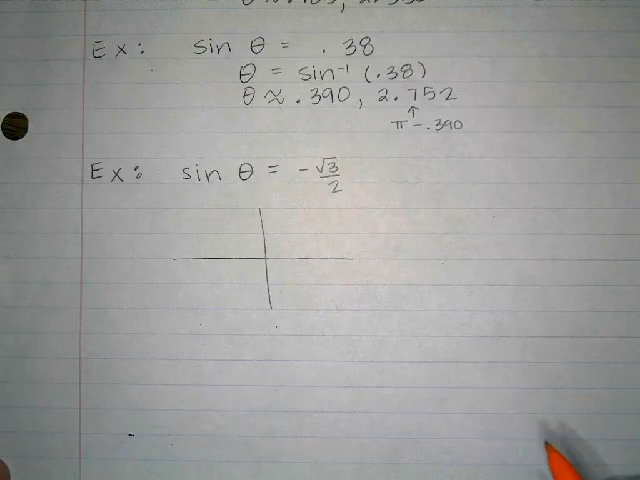 Ex: sin θ = .38
θ = sin⁻¹ (.38)
θ ≈ .390, 2.752
↑
π - .390
Ex: sin θ = -√3/2